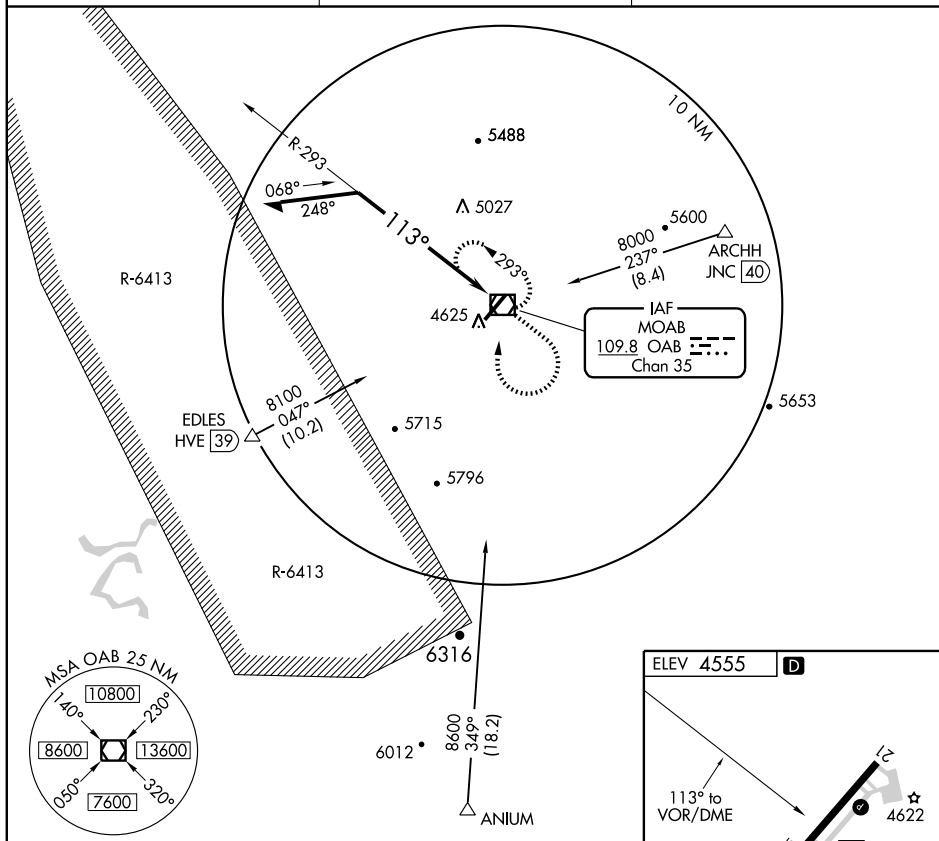 10 NM
5488
R-293
068°
248°
5027
113°
293°
5600
8000
237°
(8.4)
ARCHH
JNC 40
R-6413
4625
IAF
MOAB
109.8 OAB
Chan 35
8100
047°
(10.2)
EDLES
HVE 39
5653
5715
5796
R-6413
6316
MSA OAB 25 NM
10800
140°
230°
8600
13600
050°
320°
7600
6012
8600
349°
(18.2)
ANIUM
ELEV 4555
D
21
113° to
VOR/DME
P
4622